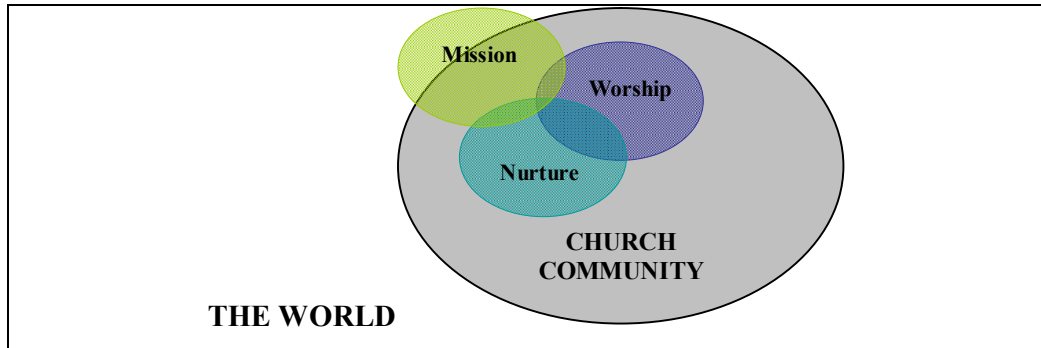 Mission
Worship
Nurture
CHURCH
COMMUNITY
THE WORLD